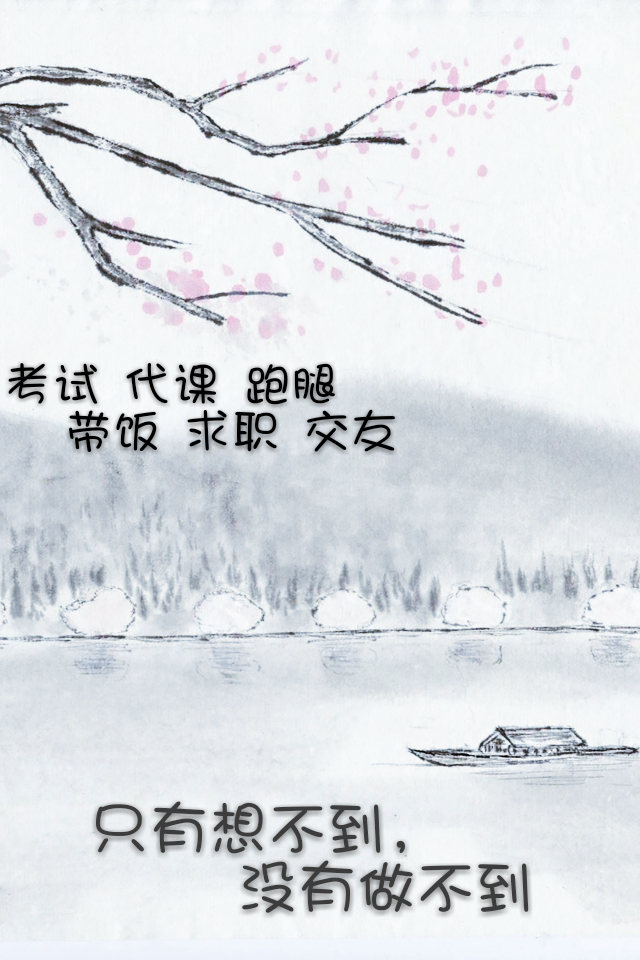 考试 代课 跑腿
带饭 求职 交友
只有想不到,
没有做不到